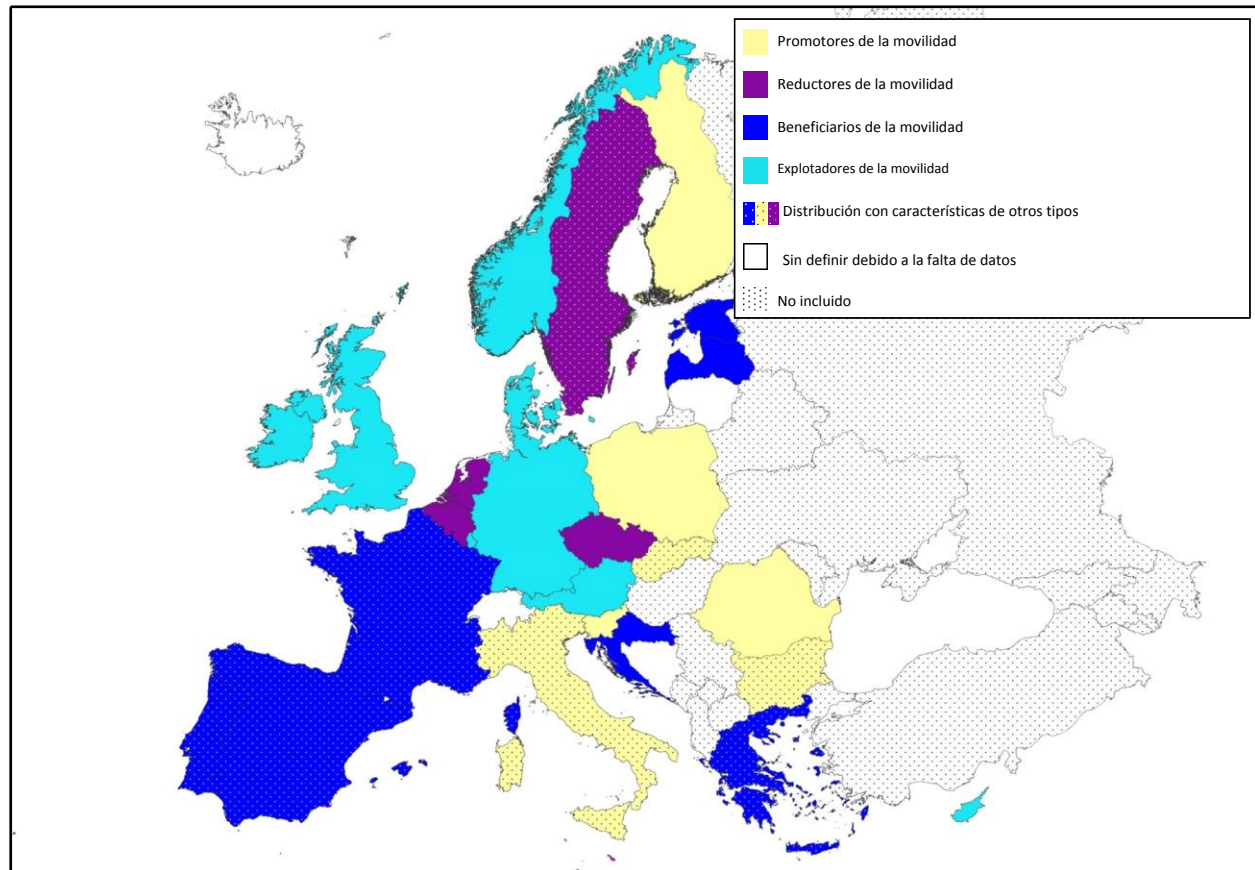 Promotores de la movilidad
Reductores de la movilidad
Beneficiarios de la movilidad
Explotadores de la movilidad
Distribución con características de otros tipos
Sin definir debido a la falta de datos
No incluido